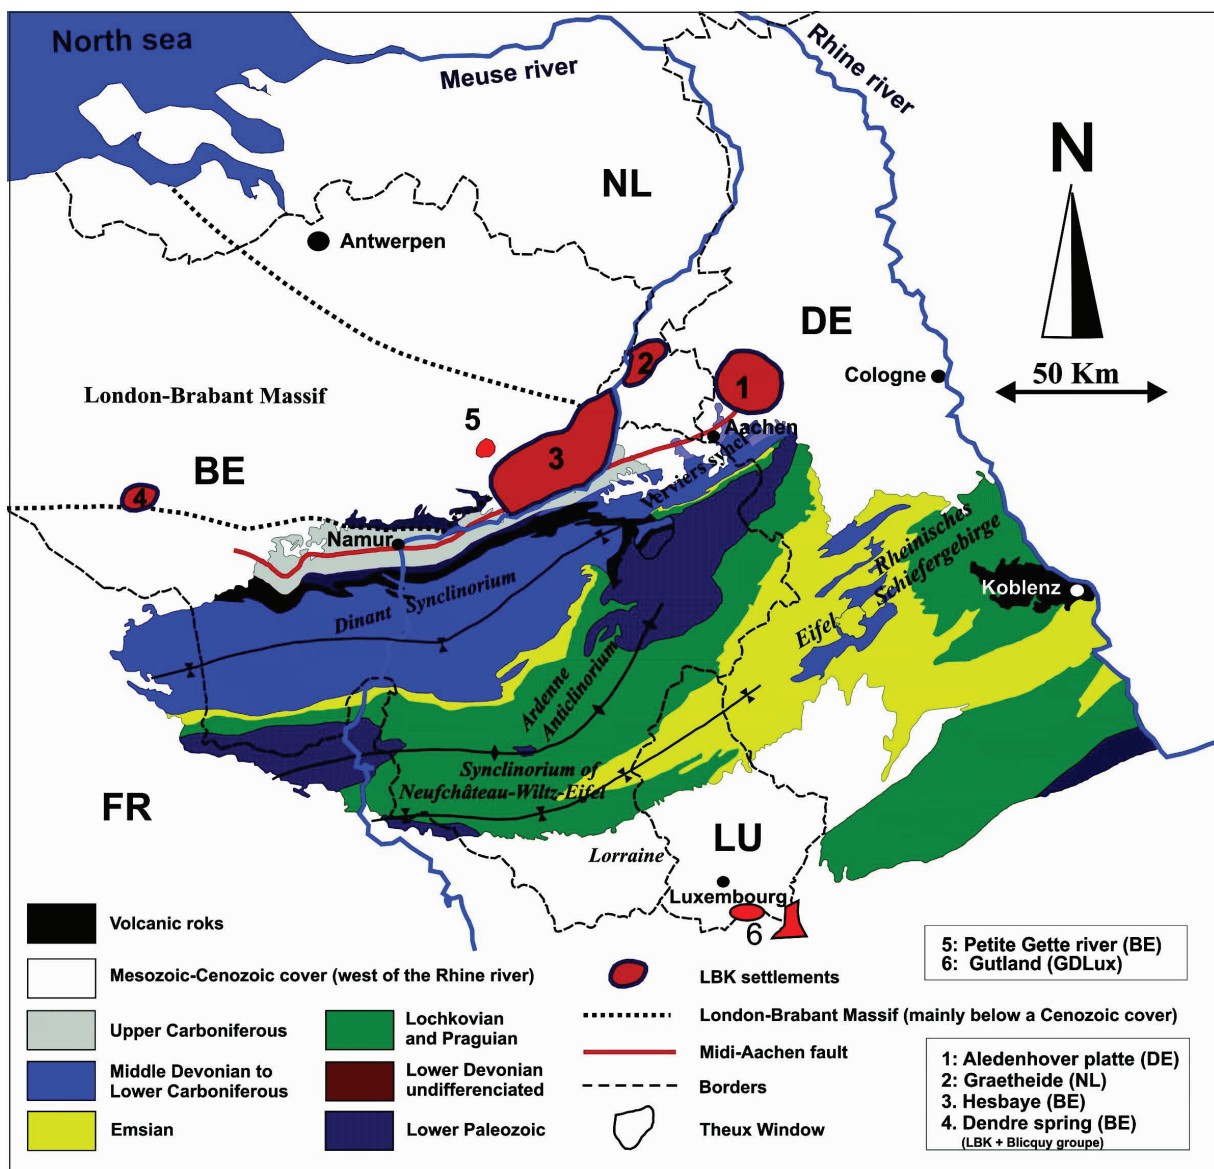 North sea
Meuse river
Rhine river
N
NL
Antwerpen
DE
2
1
Cologne
50 Km
London-Brabant Massif
5
3
Aachen
BE
4
Verviers syncl
Namur
Rheinisches
Schiefergebirge
Koblenz
Dinant Synclinorium
Eifel
Ardenne
Anticlinorium
Synclinorium of
Neufchâteau-Wiltz-Eifel
FR
LU
Lorraine
Luxembourg
6
Volcanic roks
Mesozoic-Cenozoic cover (west of the Rhine river)
Upper Carboniferous
Middle Devonian to
Lower Carboniferous
Emsian
Lochkovian
and Praguian
Lower Devonian
undifferenciated
Lower Paleozoic
LBK settlements
London-Brabant Massif (mainly below a Cenozoic cover)
Midi-Aachen fault
Borders
Theux Window
5: Petite Gette river (BE)
6: Gutland (GDLux)
1: Aledenhover platte (DE)
2: Graetheide (NL)
3. Hesbaye (BE)
4. Dendre spring (BE)
(LBK + Blicquy groupe)